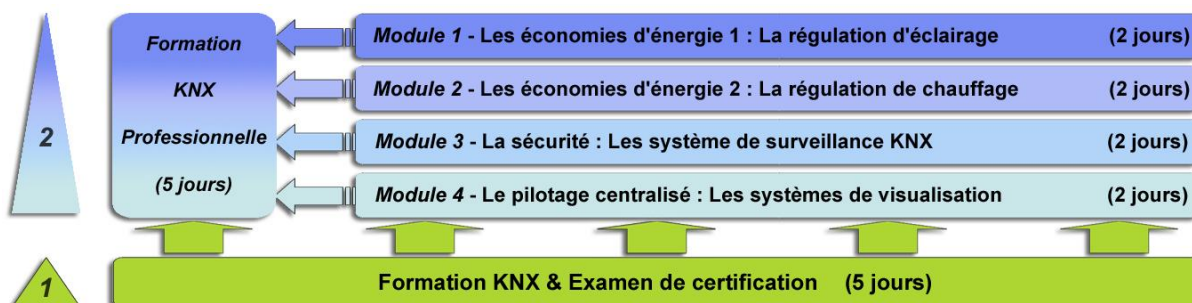 2
Formation
KNX
Professionnelle
(5 jours)
Module 1 - Les économies d'énergie 1 : La régulation d'éclairage (2 jours)
Module 2 - Les économies d'énergie 2 : La régulation de chauffage (2 jours)
Module 3 - La sécurité : Les système de surveillance KNX (2 jours)
Module 4 - Le pilotage centralisé : Les systèmes de visualisation (2 jours)
1
Formation KNX & Examen de certification (5 jours)